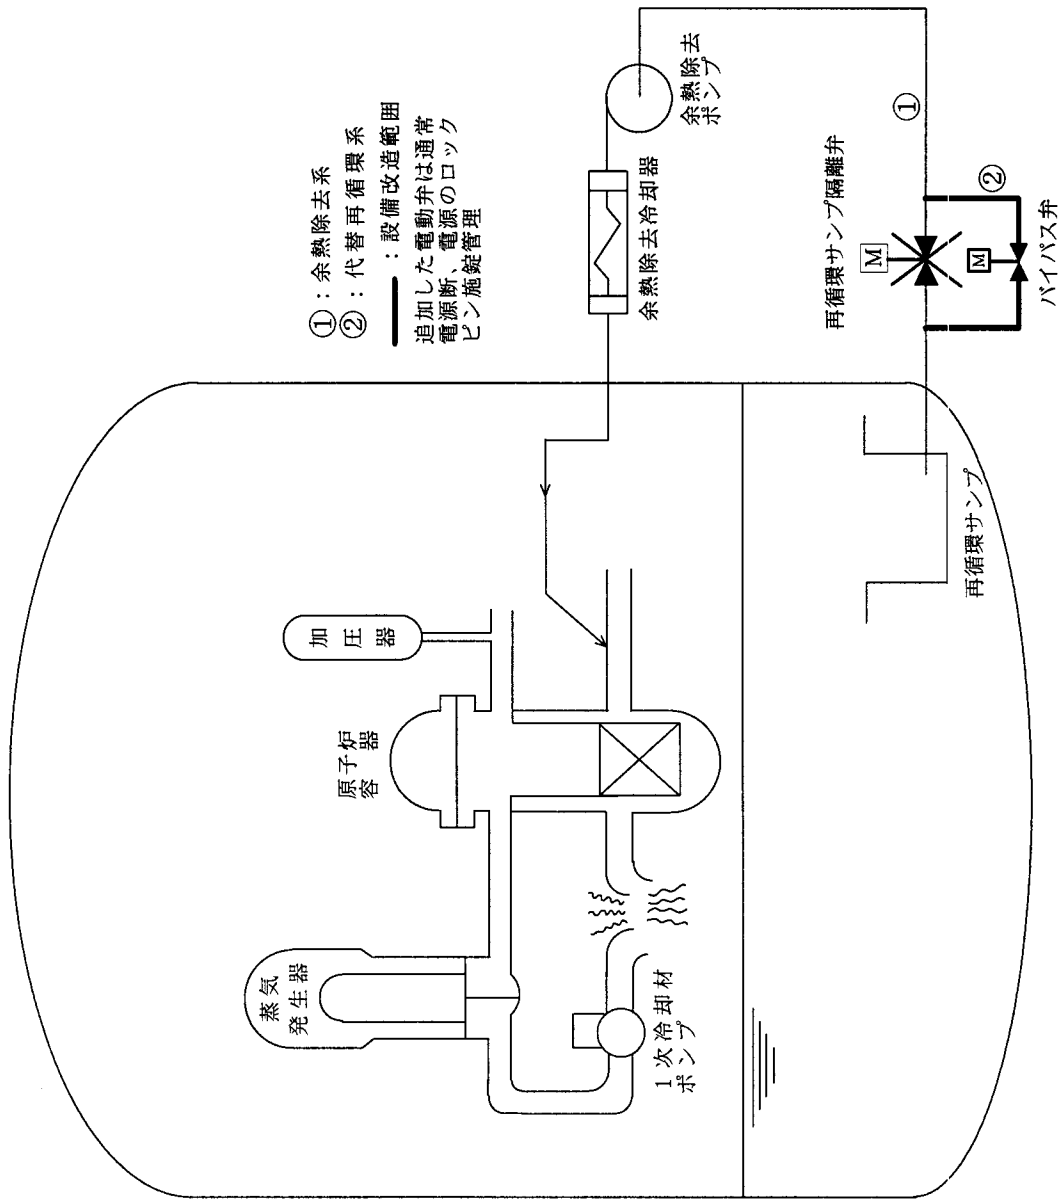 ①：余熱除去系
②：代替再循環系
：設備改造範囲
追加した電動弁は通常
電源断、電源のロック
ピン施錠管理
蒸気
発生器
原子炉
容器
加圧器
1次冷却材
ポンプ
余熱除去冷却器
余熱除去
ポンプ
再循環サンプ隔離弁
M
①
②
M
バイパス弁
再循環サンプ